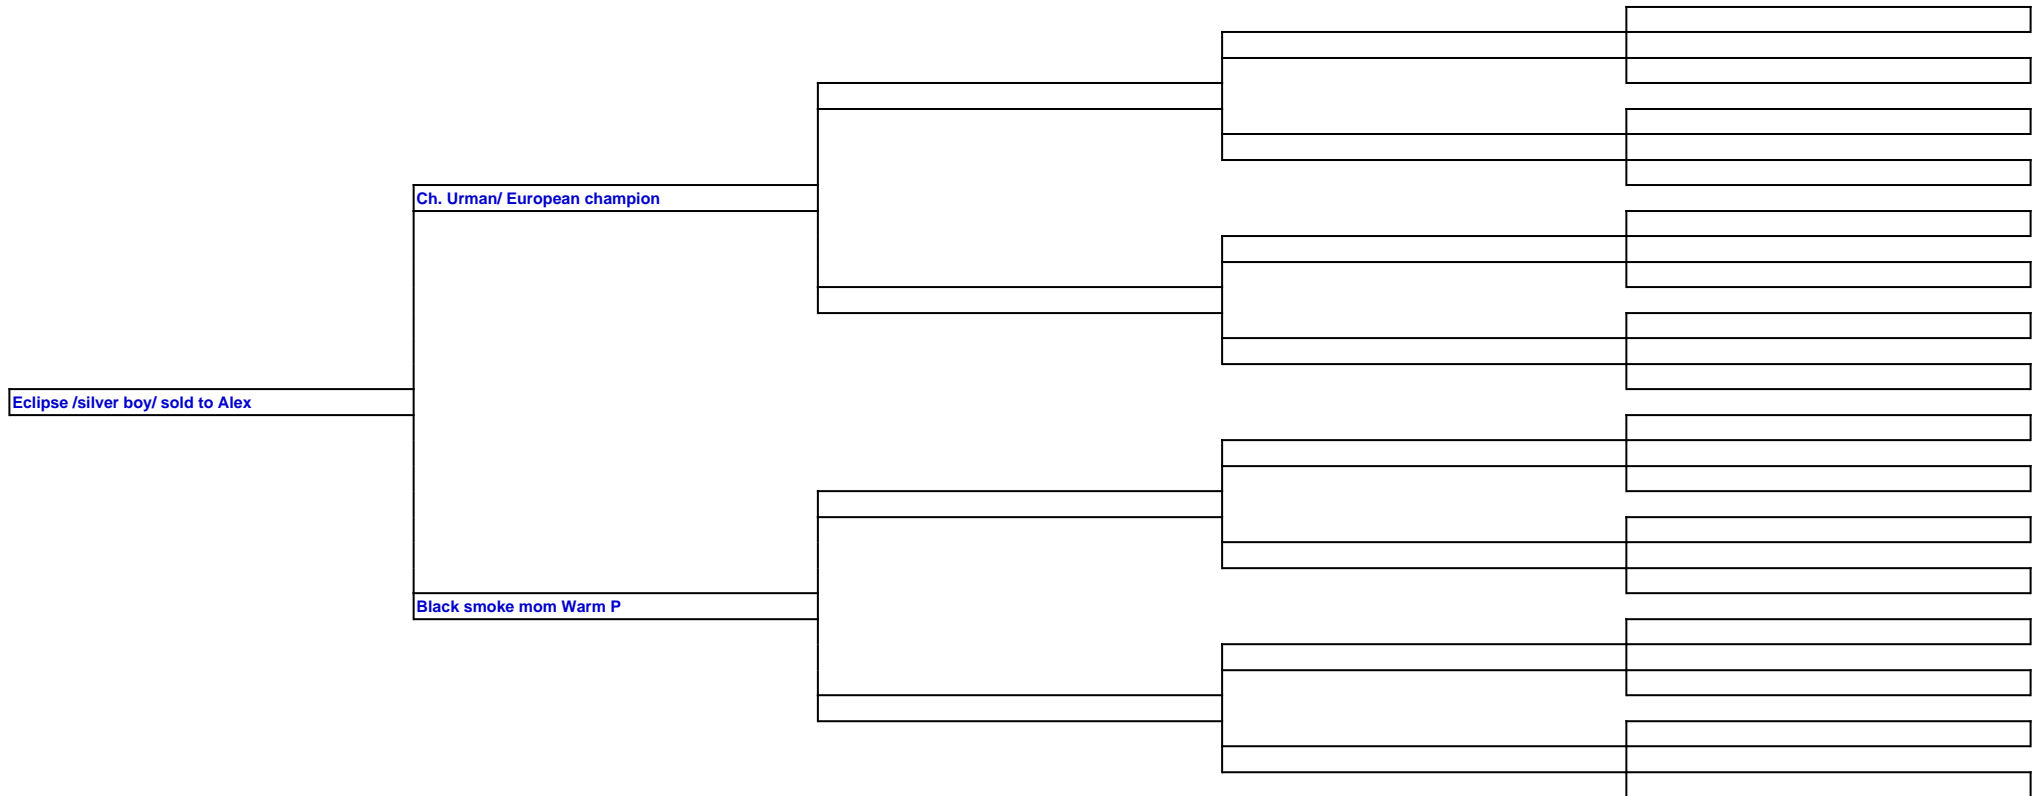 Ch. Urman/ European champion
Eclipse /silver boy/ sold to Alex
Black smoke mom Warm P